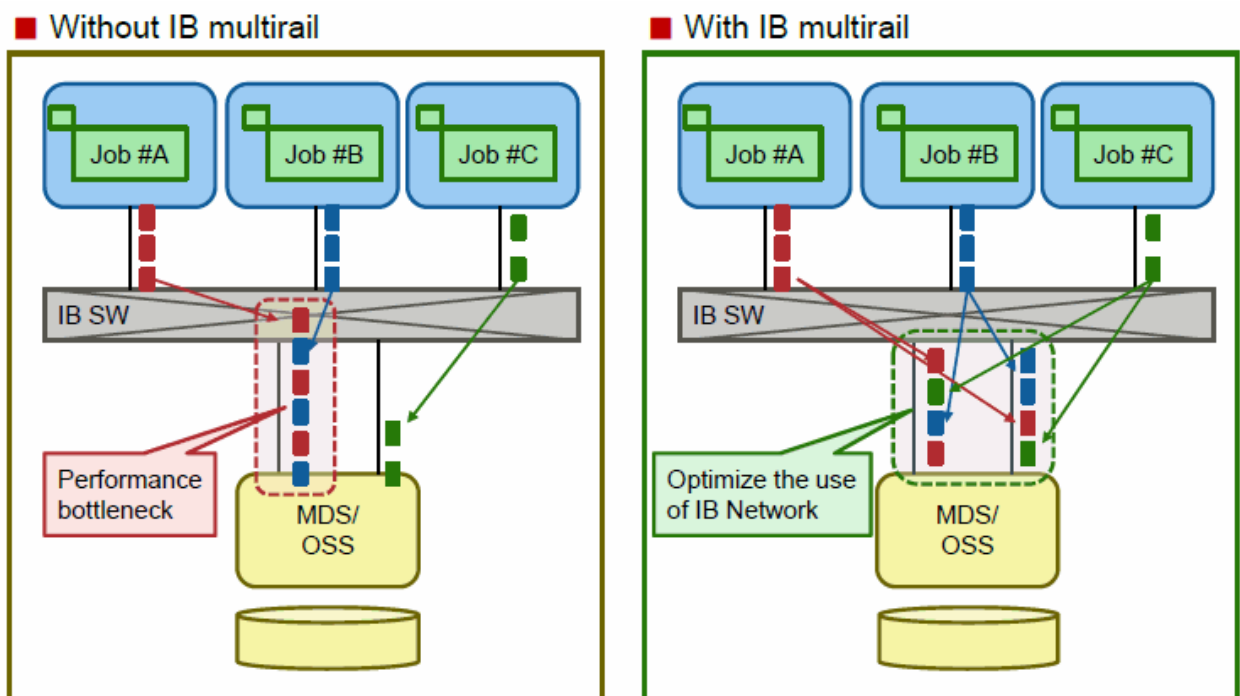 Without IB multirail
Job #A
Job #B
Job #C
IB SW
Performance
bottleneck
MDS/
OSS
With IB multirail
Job #A
Job #B
Job #C
IB SW
Optimize the use
of IB Network
MDS/
OSS